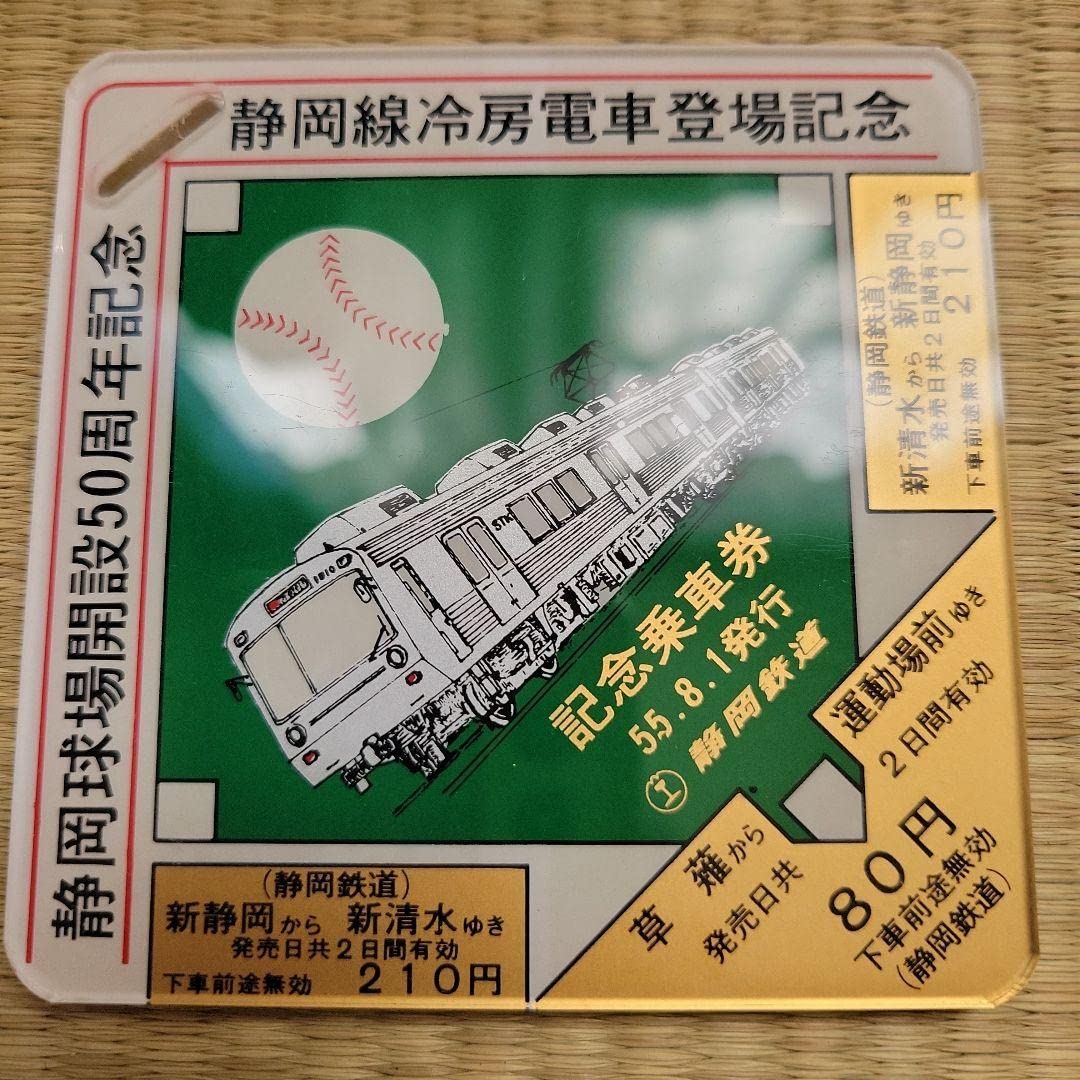 静岡線冷房電車登場記念
静岡球場開設50周年記念
STK
1010
記念乗車券
55.8.1発行
静岡鉄道
(静岡鉄道)
新清水から 新静岡ゆき
発売日共2日間有効
下車前途無効 210円
(静岡鉄道)
新静岡から 新清水ゆき
発売日共2日間有効
下車前途無効 210円
草薙から 運動場前ゆき
発売日共 2日間有効
80円
下車前途無効
(静岡鉄道)